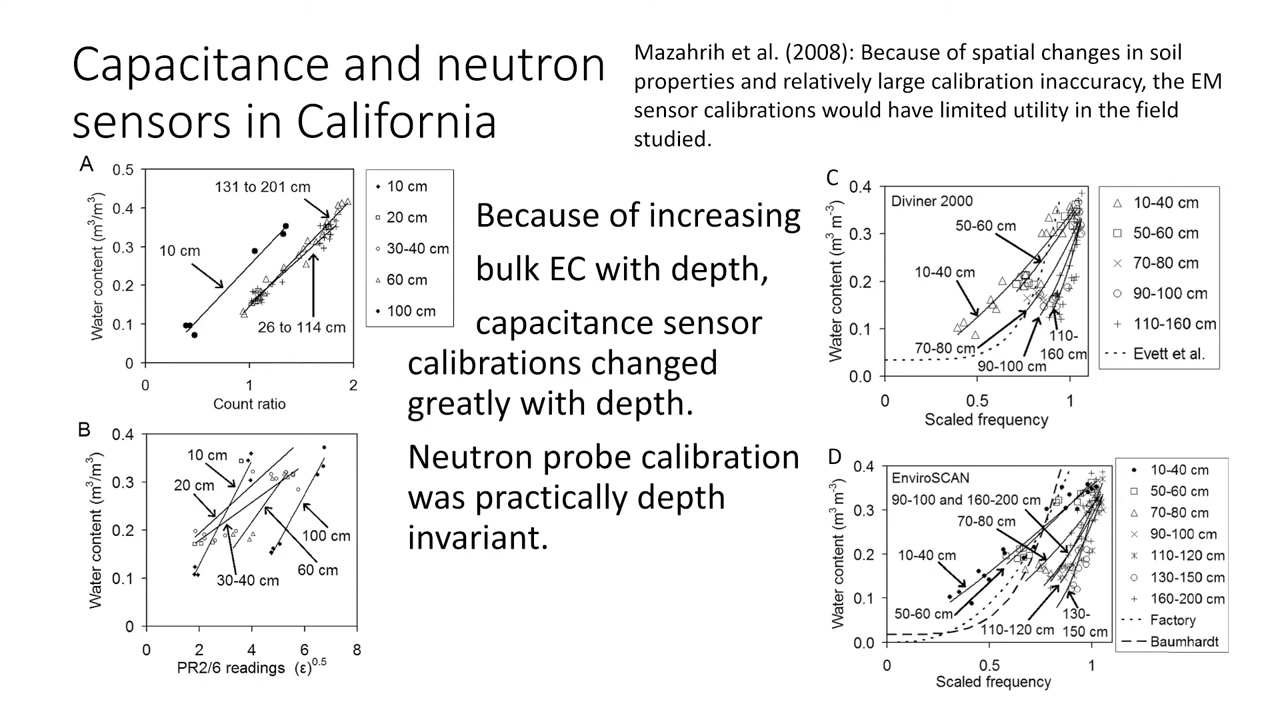 Capacitance and neutron
sensors in California
Mazahrih et al. (2008): Because of spatial changes in soil
properties and relatively large calibration inaccuracy, the EM
sensor calibrations would have limited utility in the field
studied.
A
Water content (m³/m³)
0.5
0.4
0.3
0.2
0.1
0
131 to 201 cm
10 cm
26 to 114 cm
0 1 2
Count ratio
10 cm
20 cm
30-40 cm
60 cm
100 cm
B
Water content (m³/m³)
0.4
0.3
0.2
0.1
0
10 cm
20 cm
30-40 cm
60 cm
100 cm
0 2 4 6 8
PR2/6 readings (ε)^0.5
Because of increasing
bulk EC with depth,
capacitance sensor
calibrations changed
greatly with depth.
Neutron probe calibration
was practically depth
invariant.
C
Water content (m³ m⁻³)
0.4
0.3
0.2
0.1
0.0
Diviner 2000
50-60 cm
10-40 cm
70-80 cm
90-100 cm
110-
160 cm
0 0.5 1
Scaled frequency
10-40 cm
50-60 cm
70-80 cm
90-100 cm
110-160 cm
Evett et al.
D
Water content (m³ m⁻³)
0.4
0.3
0.2
0.1
0.0
EnviroSCAN
90-100 and 160-200 cm
70-80 cm
10-40 cm
50-60 cm
110-120 cm
130-
150 cm
0 0.5 1
Scaled frequency
10-40 cm
50-60 cm
70-80 cm
90-100 cm
110-120 cm
130-150 cm
160-200 cm
Factory
Baumhardt